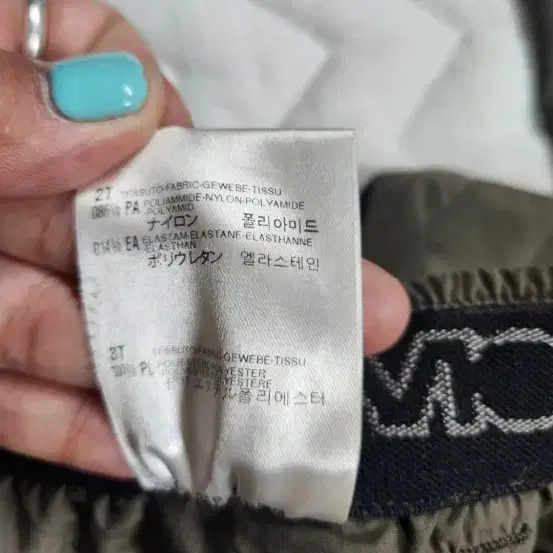 2T TESSUTO-FABRIC-GEWEBE-TISSU
086% PA POLIAMMIDE-NYLON-POLYAMIDE
POLYAMID
ナイロン 폴리아미드
014% EA ELASTAM-ELASTANE-ELASTHANNE
ELASTHAN
ポリウレタン 엘라스테인
TESSUTO-FABRIC-GEWEBE-TISSU
100% PL
폴리에스터